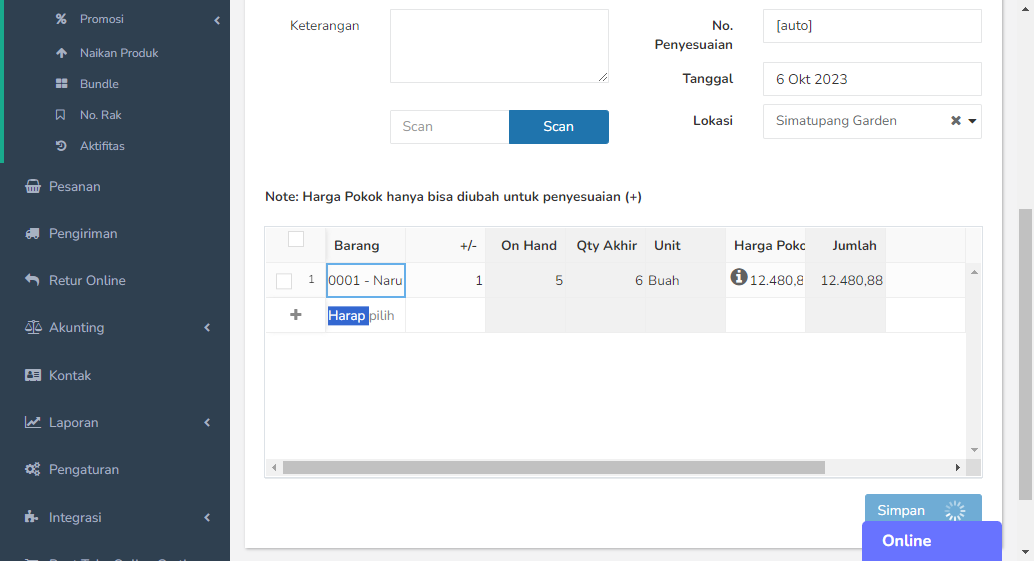 Promosi
Naikan Produk
Bundle
No. Rak
Aktifitas
Pesanan
Pengiriman
Retur Online
Akunting
Kontak
Laporan
Pengaturan
Integrasi
Keterangan
No. Penyesuaian
[auto]
Tanggal
6 Okt 2023
Scan
Scan
Lokasi
Simatupang Garden
Note: Harga Pokok hanya bisa diubah untuk penyesuaian (+)
Barang +/- On Hand Qty Akhir Unit Harga Poko Jumlah
1 0001 - Naru 1 5 6 Buah 12.480,8 12.480,88
Harap pilih
Simpan
Online